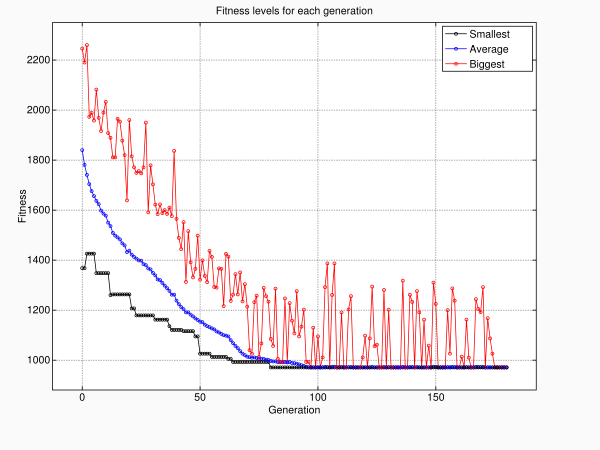 Fitness levels for each generation
Smallest
Average
Biggest
2200
2000
1800
1600
1400
1200
1000
Fitness
0
50
100
150
Generation